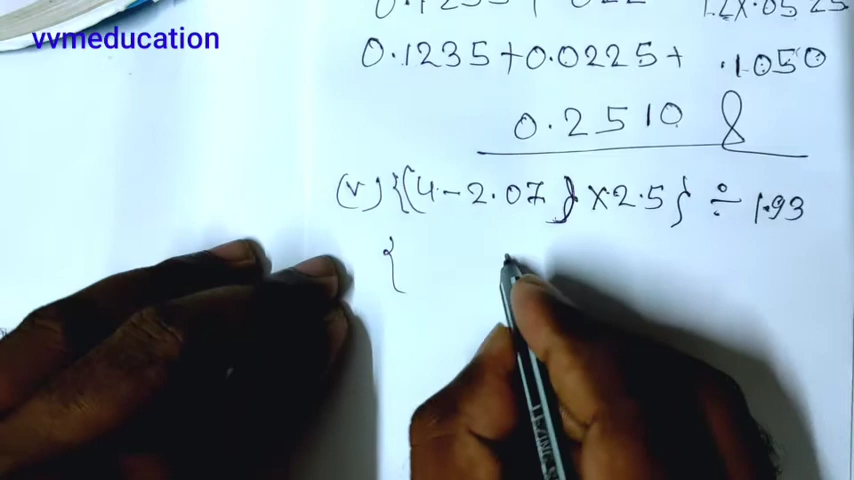 vvmeducation
0.1235+0.0225+ .1050
0.2510
(v) {(4-2.07) × 2.5} ÷ 1.93
{